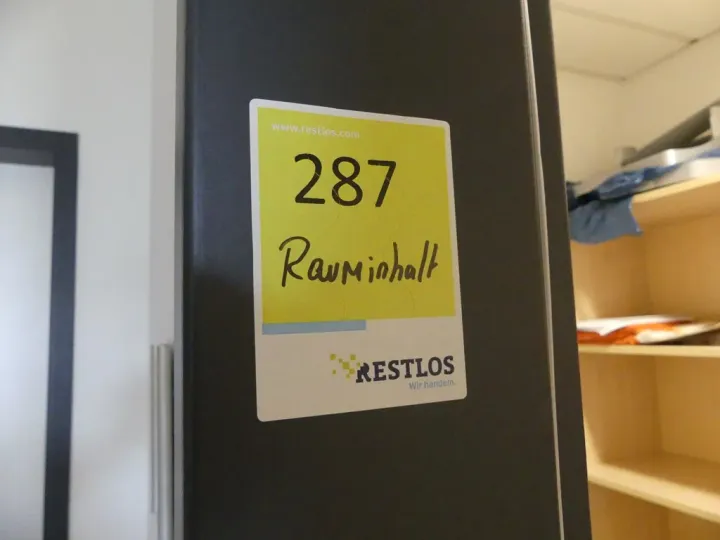 www.restlos.com
287
Rauminhalt
RESTLOS
Wir handeln.